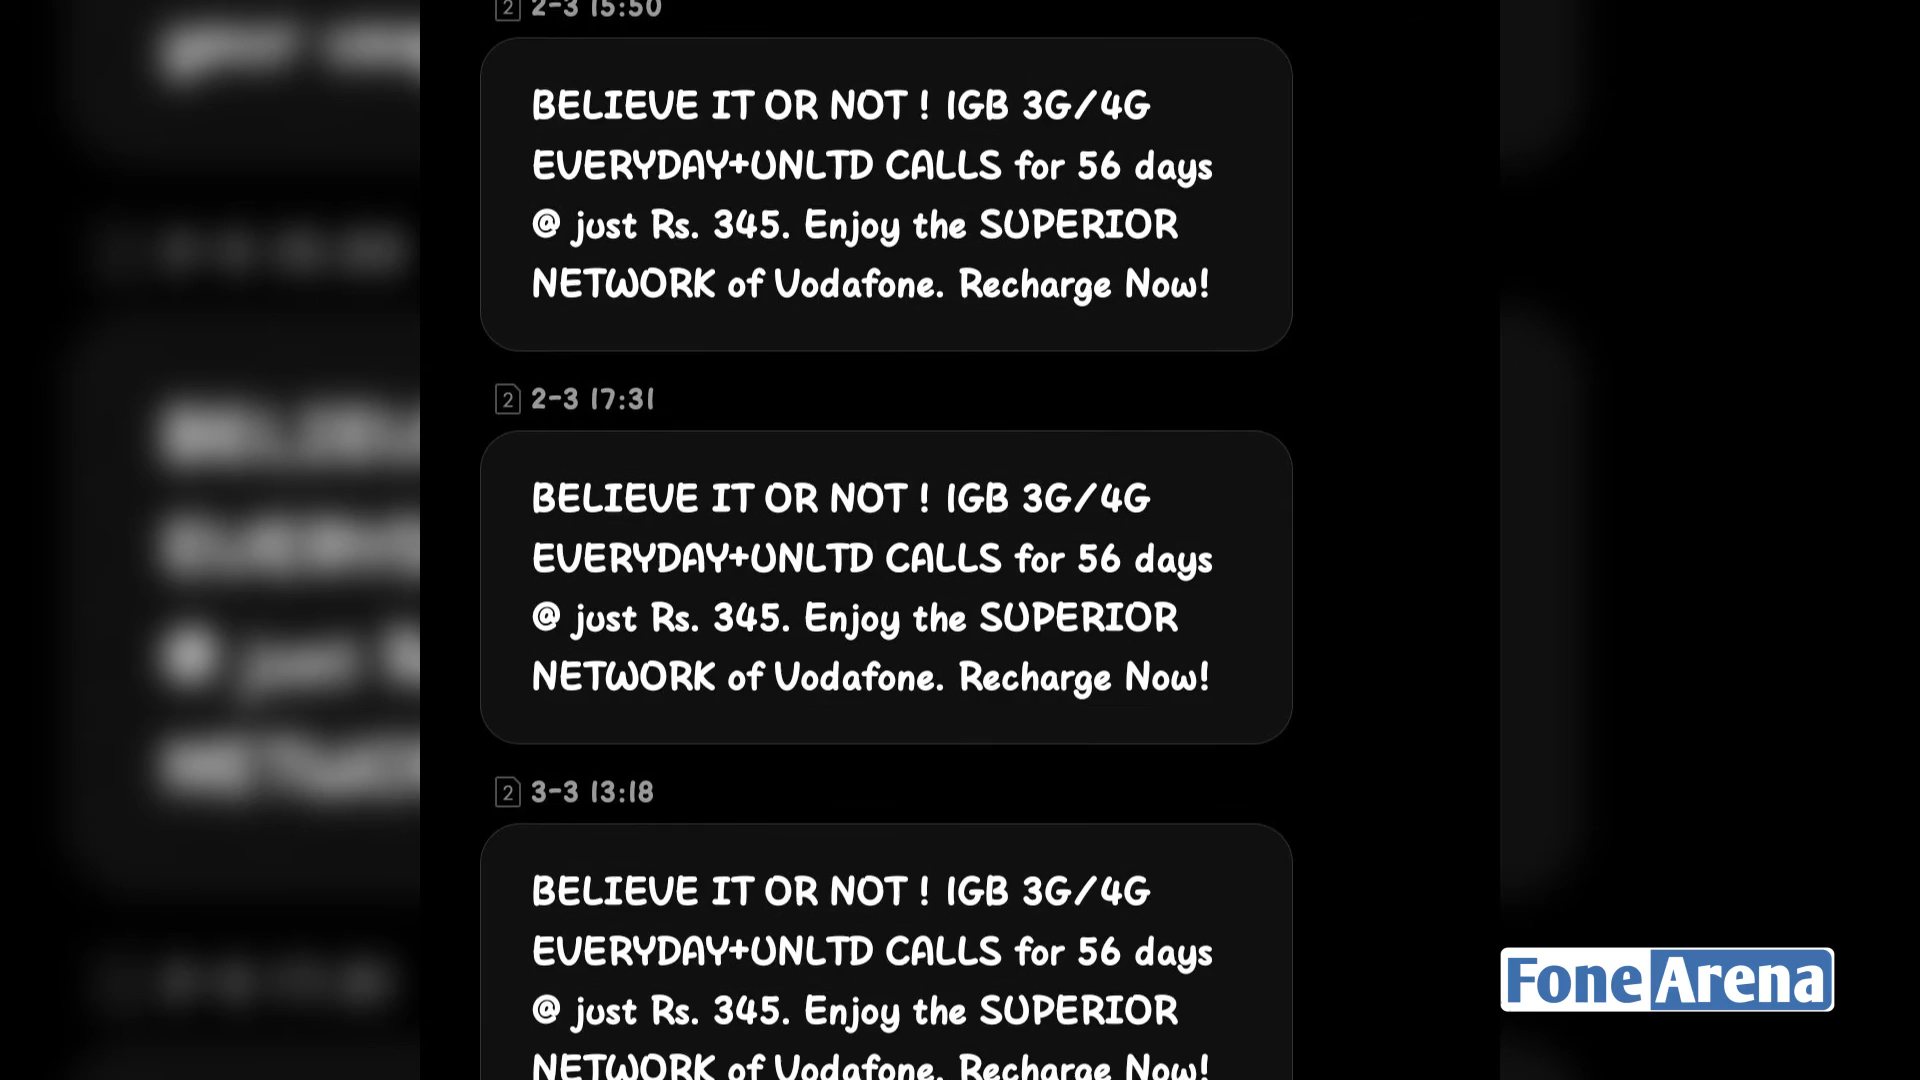 2 2-3 15:50
BELIEVE IT OR NOT ! 1GB 3G/4G
EVERYDAY+UNLTD CALLS for 56 days
@ just Rs. 345. Enjoy the SUPERIOR
NETWORK of Vodafone. Recharge Now!
2 2-3 17:31
BELIEVE IT OR NOT ! 1GB 3G/4G
EVERYDAY+UNLTD CALLS for 56 days
@ just Rs. 345. Enjoy the SUPERIOR
NETWORK of Vodafone. Recharge Now!
2 3-3 13:18
BELIEVE IT OR NOT ! 1GB 3G/4G
EVERYDAY+UNLTD CALLS for 56 days
@ just Rs. 345. Enjoy the SUPERIOR
NETWORK of Vodafone. Recharge Now!
FoneArena